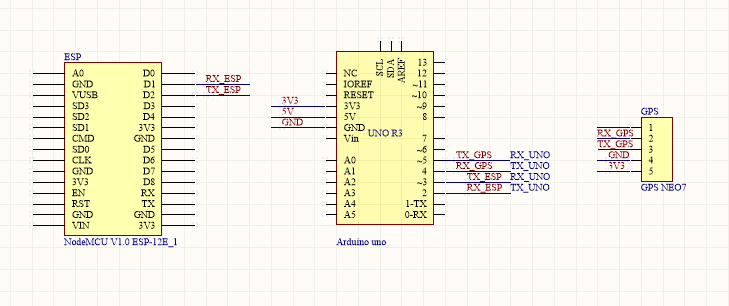 ESP
A0 D0
GND D1 RX_ESP
VUSB D2 TX_ESP
SD3 D3
SD2 D4
SD1 3V3
CMD GND
SD0 D5
CLK D6
GND D7
3V3 D8
EN RX
RST TX
GND GND
VIN 3V3
NodeMCU V1.0 ESP-12E_1
SCL
SDA
AREF
13
NC 12
IOREF ~11
RESET ~10
3V3 3V3 ~9
5V 5V 8
GND GND
UNO R3
Vin 7
~6
A0 ~5 TX_GPS RX_UNO
A1 4 RX_GPS TX_UNO
A2 ~3 TX_ESP RX_UNO
A3 2 RX_ESP TX_UNO
A4 1-TX
A5 0-RX
Arduino uno
GPS
1
RX_GPS 2
TX_GPS 3
GND 4
3V3 5
GPS NEO7